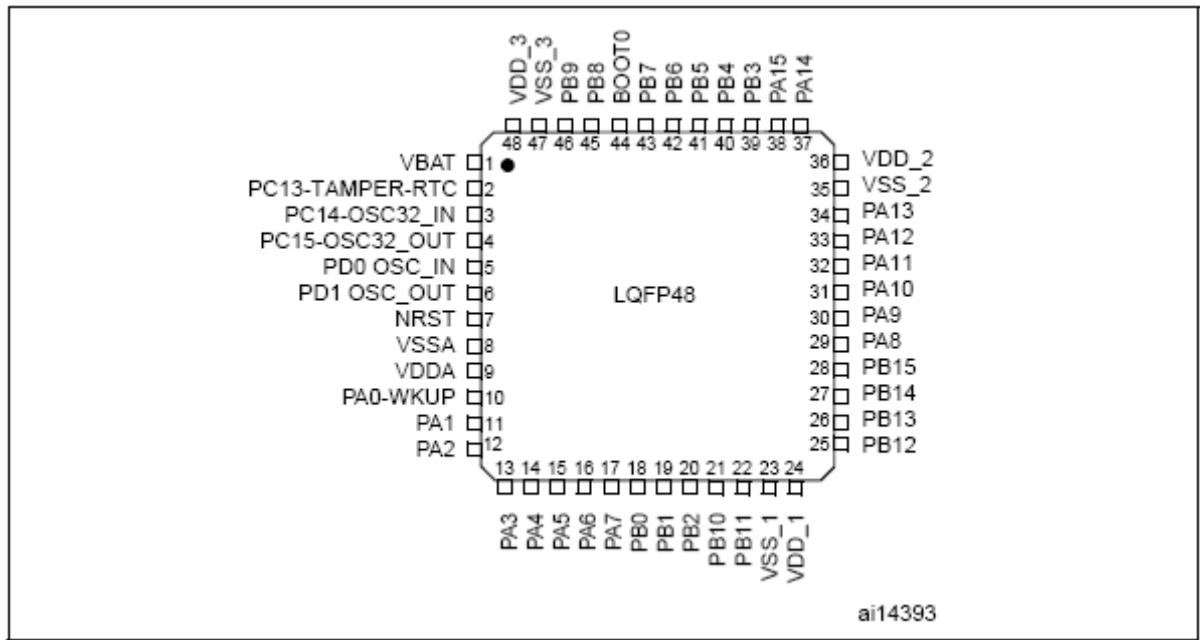 VDD_3
VSS_3
PB9
PB8
BOOT0
PB7
PB6
PB5
PB4
PB3
PA15
PA14
48 47 46 45 44 43 42 41 40 39 38 37
VBAT 1
PC13-TAMPER-RTC 2
PC14-OSC32_IN 3
PC15-OSC32_OUT 4
PD0 OSC_IN 5
PD1 OSC_OUT 6
NRST 7
VSSA 8
VDDA 9
PA0-WKUP 10
PA1 11
PA2 12
LQFP48
36 VDD_2
35 VSS_2
34 PA13
33 PA12
32 PA11
31 PA10
30 PA9
29 PA8
28 PB15
27 PB14
26 PB13
25 PB12
13 14 15 16 17 18 19 20 21 22 23 24
PA3
PA4
PA5
PA6
PA7
PB0
PB1
PB2
PB10
PB11
VSS_1
VDD_1
ai14393